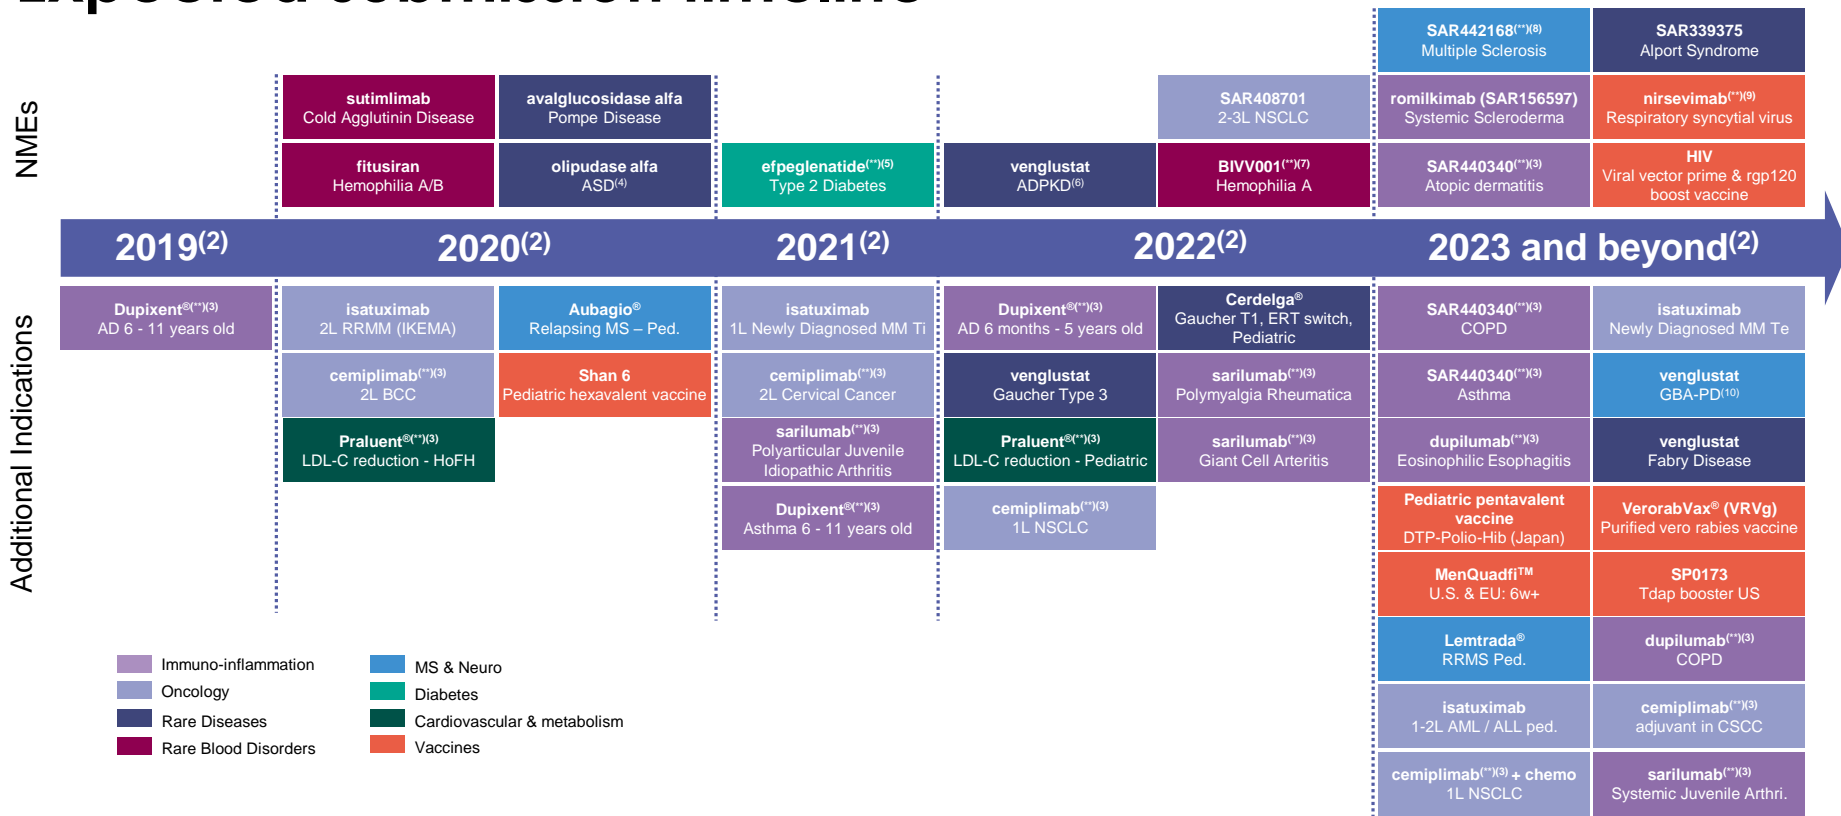 SAR442168(**)(8)
Multiple Sclerosis
SAR339375
Alport Syndrome
NMEs
sutimlimab
Cold Agglutinin Disease
avalglucosidase alfa
Pompe Disease
SAR408701
2-3L NSCLC
romilkimab (SAR156597)
Systemic Scleroderma
nirsevimab(**)(9)
Respiratory syncytial virus
fitusiran
Hemophilia A/B
olipudase alfa
ASD(4)
efpeglenatide(**)(5)
Type 2 Diabetes
venglustat
ADPKD(6)
BIVV001(**)(7)
Hemophilia A
SAR440340(**)(3)
Atopic dermatitis
HIV
Viral vector prime & rgp120
boost vaccine
2019(2)
2020(2)
2021(2)
2022(2)
2023 and beyond(2)
Additional Indications
Dupixent®(**)(3)
AD 6 - 11 years old
isatuximab
2L RRMM (IKEMA)
Aubagio®
Relapsing MS – Ped.
isatuximab
1L Newly Diagnosed MM Ti
Dupixent®(**)(3)
AD 6 months - 5 years old
Cerdelga®
Gaucher T1, ERT switch,
Pediatric
SAR440340(**)(3)
COPD
isatuximab
Newly Diagnosed MM Te
cemiplimab(**)(3)
2L BCC
Shan 6
Pediatric hexavalent vaccine
cemiplimab(**)(3)
2L Cervical Cancer
venglustat
Gaucher Type 3
sarilumab(**)(3)
Polymyalgia Rheumatica
SAR440340(**)(3)
Asthma
venglustat
GBA-PD(10)
Praluent®(**)(3)
LDL-C reduction - HoFH
sarilumab(**)(3)
Polyarticular Juvenile
Idiopathic Arthritis
Praluent®(**)(3)
LDL-C reduction - Pediatric
sarilumab(**)(3)
Giant Cell Arteritis
dupilumab(**)(3)
Eosinophilic Esophagitis
venglustat
Fabry Disease
Dupixent®(**)(3)
Asthma 6 - 11 years old
cemiplimab(**)(3)
1L NSCLC
Pediatric pentavalent
vaccine
DTP-Polio-Hib (Japan)
VerorabVax® (VRVg)
Purified vero rabies vaccine
MenQuadfi™
U.S. & EU: 6w+
SP0173
Tdap booster US
Lemtrada®
RRMS Ped.
dupilumab(**)(3)
COPD
isatuximab
1-2L AML / ALL ped.
cemiplimab(**)(3)
adjuvant in CSCC
cemiplimab(**)(3) + chemo
1L NSCLC
sarilumab(**)(3)
Systemic Juvenile Arthri.
Immuno-inflammation
Oncology
Rare Diseases
Rare Blood Disorders
MS & Neuro
Diabetes
Cardiovascular & metabolism
Vaccines